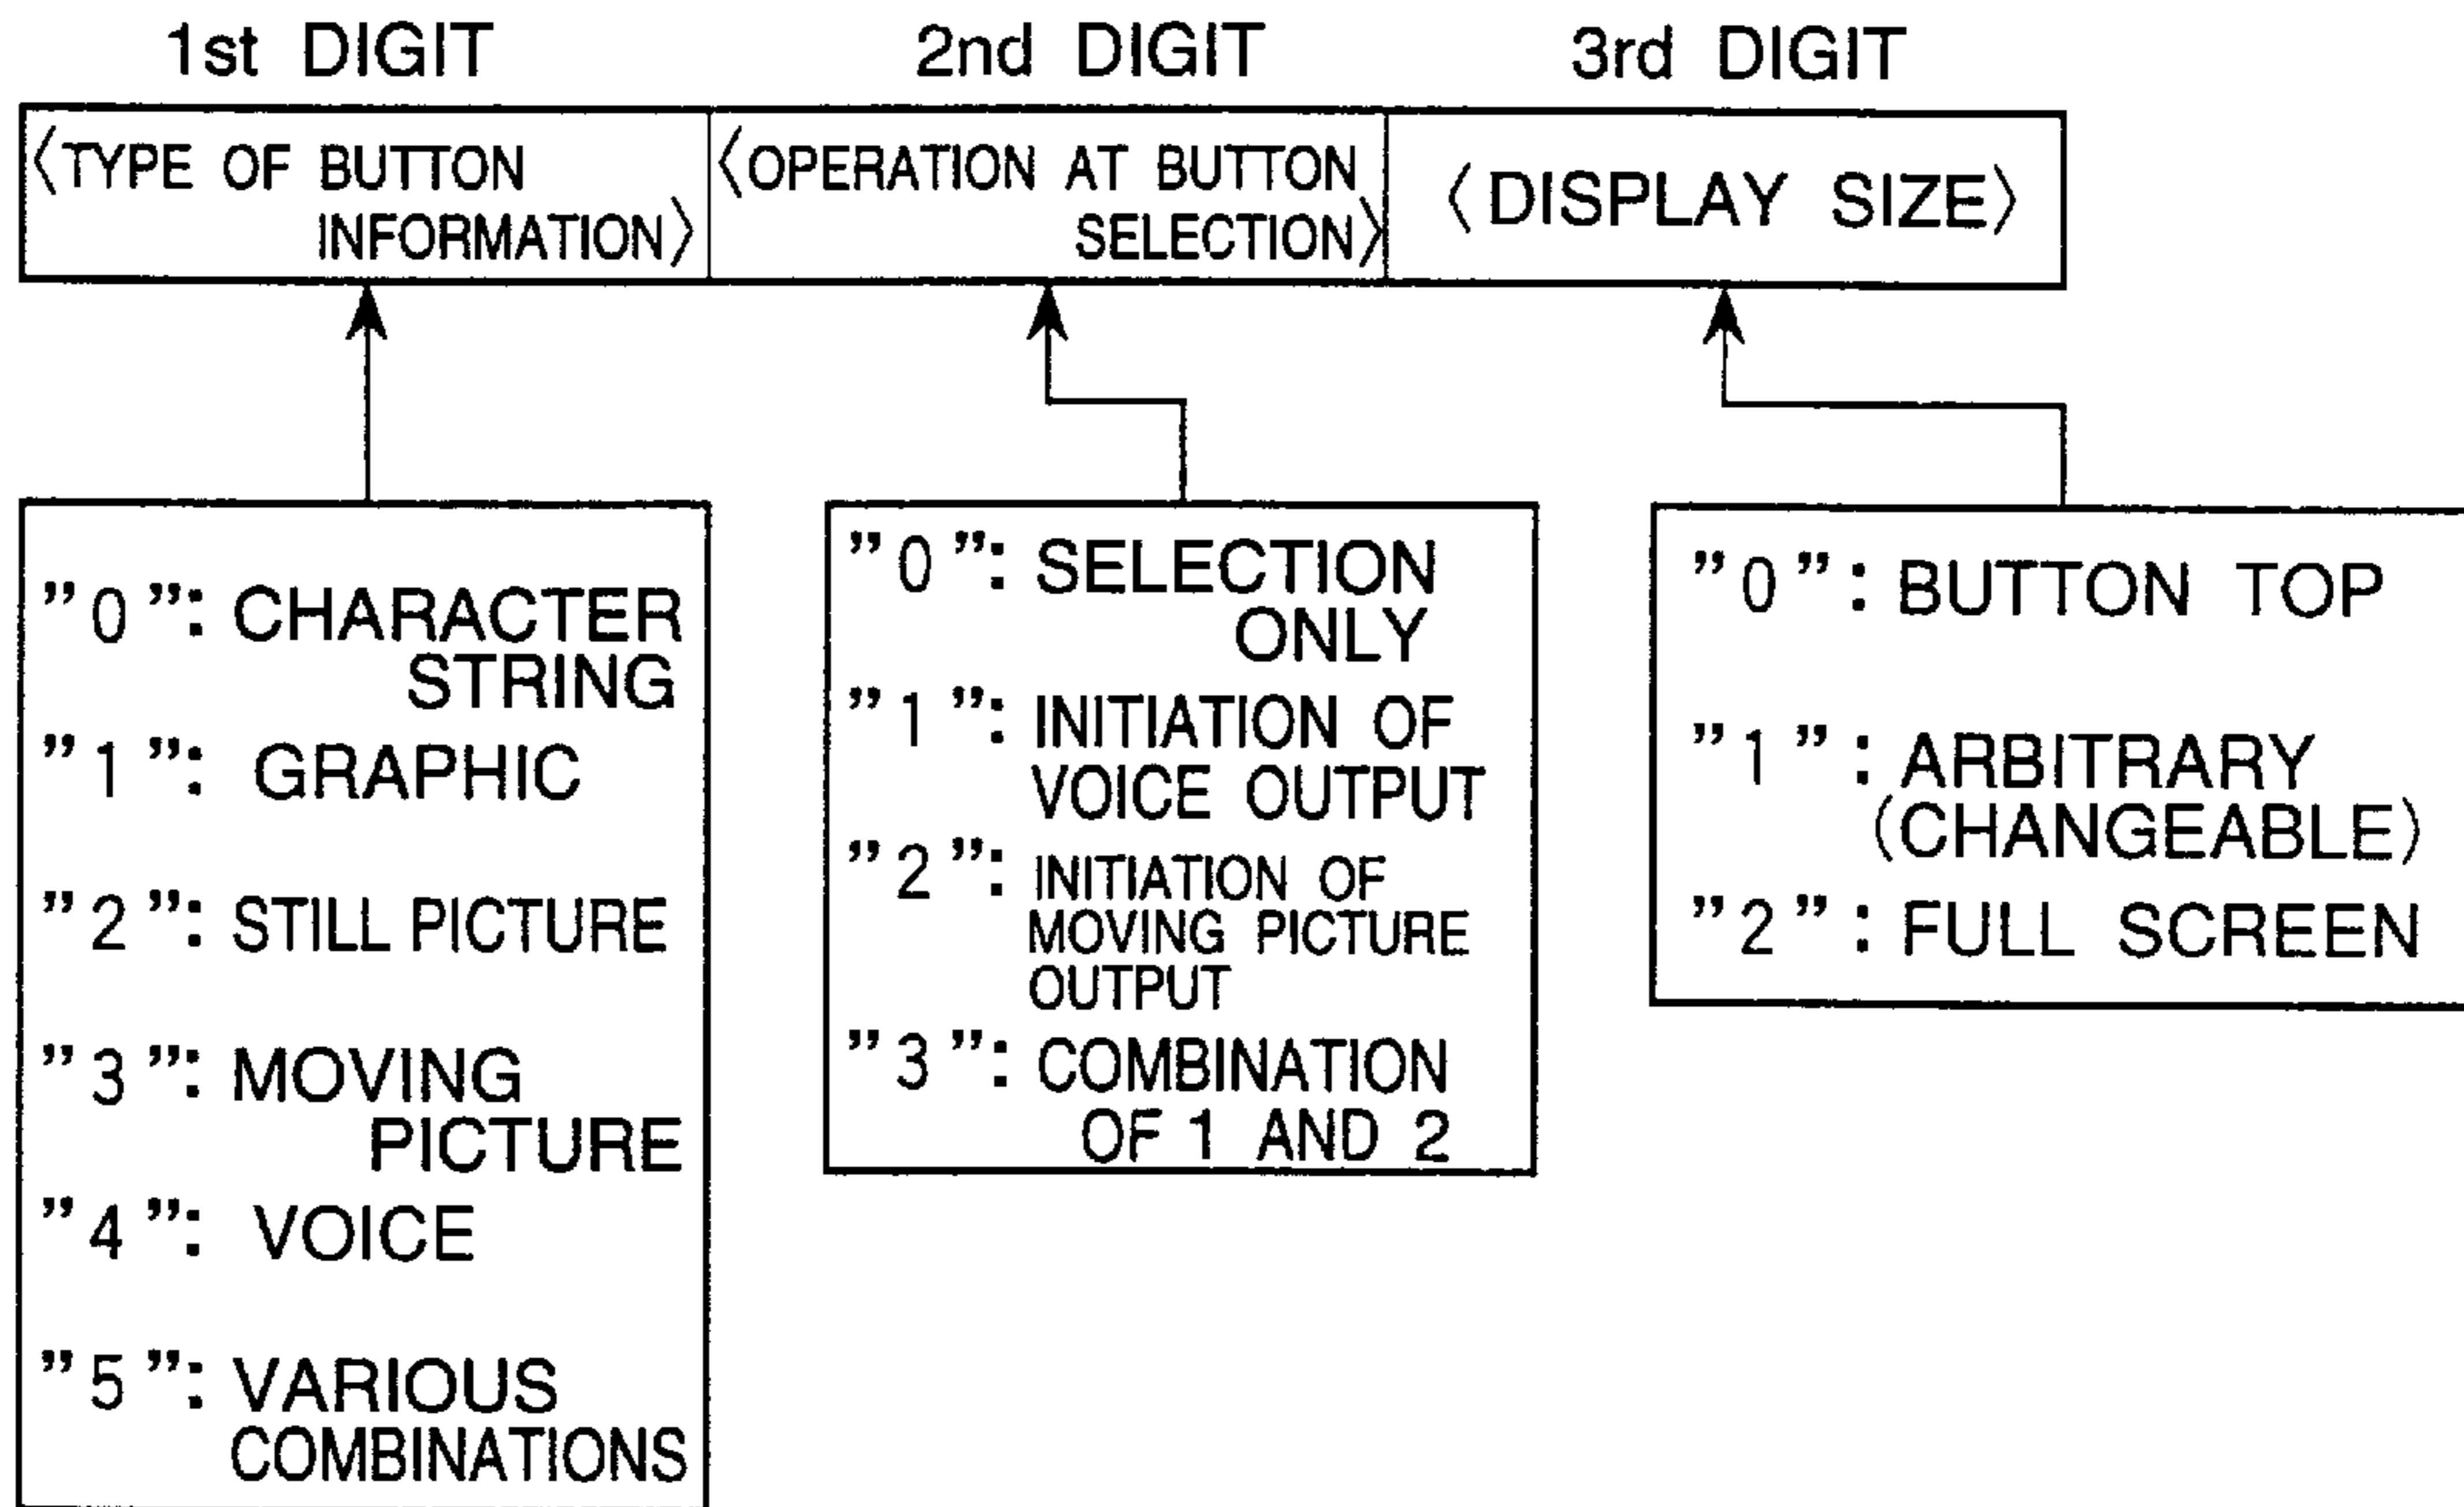 1st DIGIT
2nd DIGIT
3rd DIGIT
〈TYPE OF BUTTON
INFORMATION〉
〈OPERATION AT BUTTON
SELECTION〉
〈DISPLAY SIZE〉
"0": CHARACTER
STRING
"1": GRAPHIC
"2": STILL PICTURE
"3": MOVING
PICTURE
"4": VOICE
"5": VARIOUS
COMBINATIONS
"0": SELECTION
ONLY
"1": INITIATION OF
VOICE OUTPUT
"2": INITIATION OF
MOVING PICTURE
OUTPUT
"3": COMBINATION
OF 1 AND 2
"0": BUTTON TOP
"1": ARBITRARY
(CHANGEABLE)
"2": FULL SCREEN